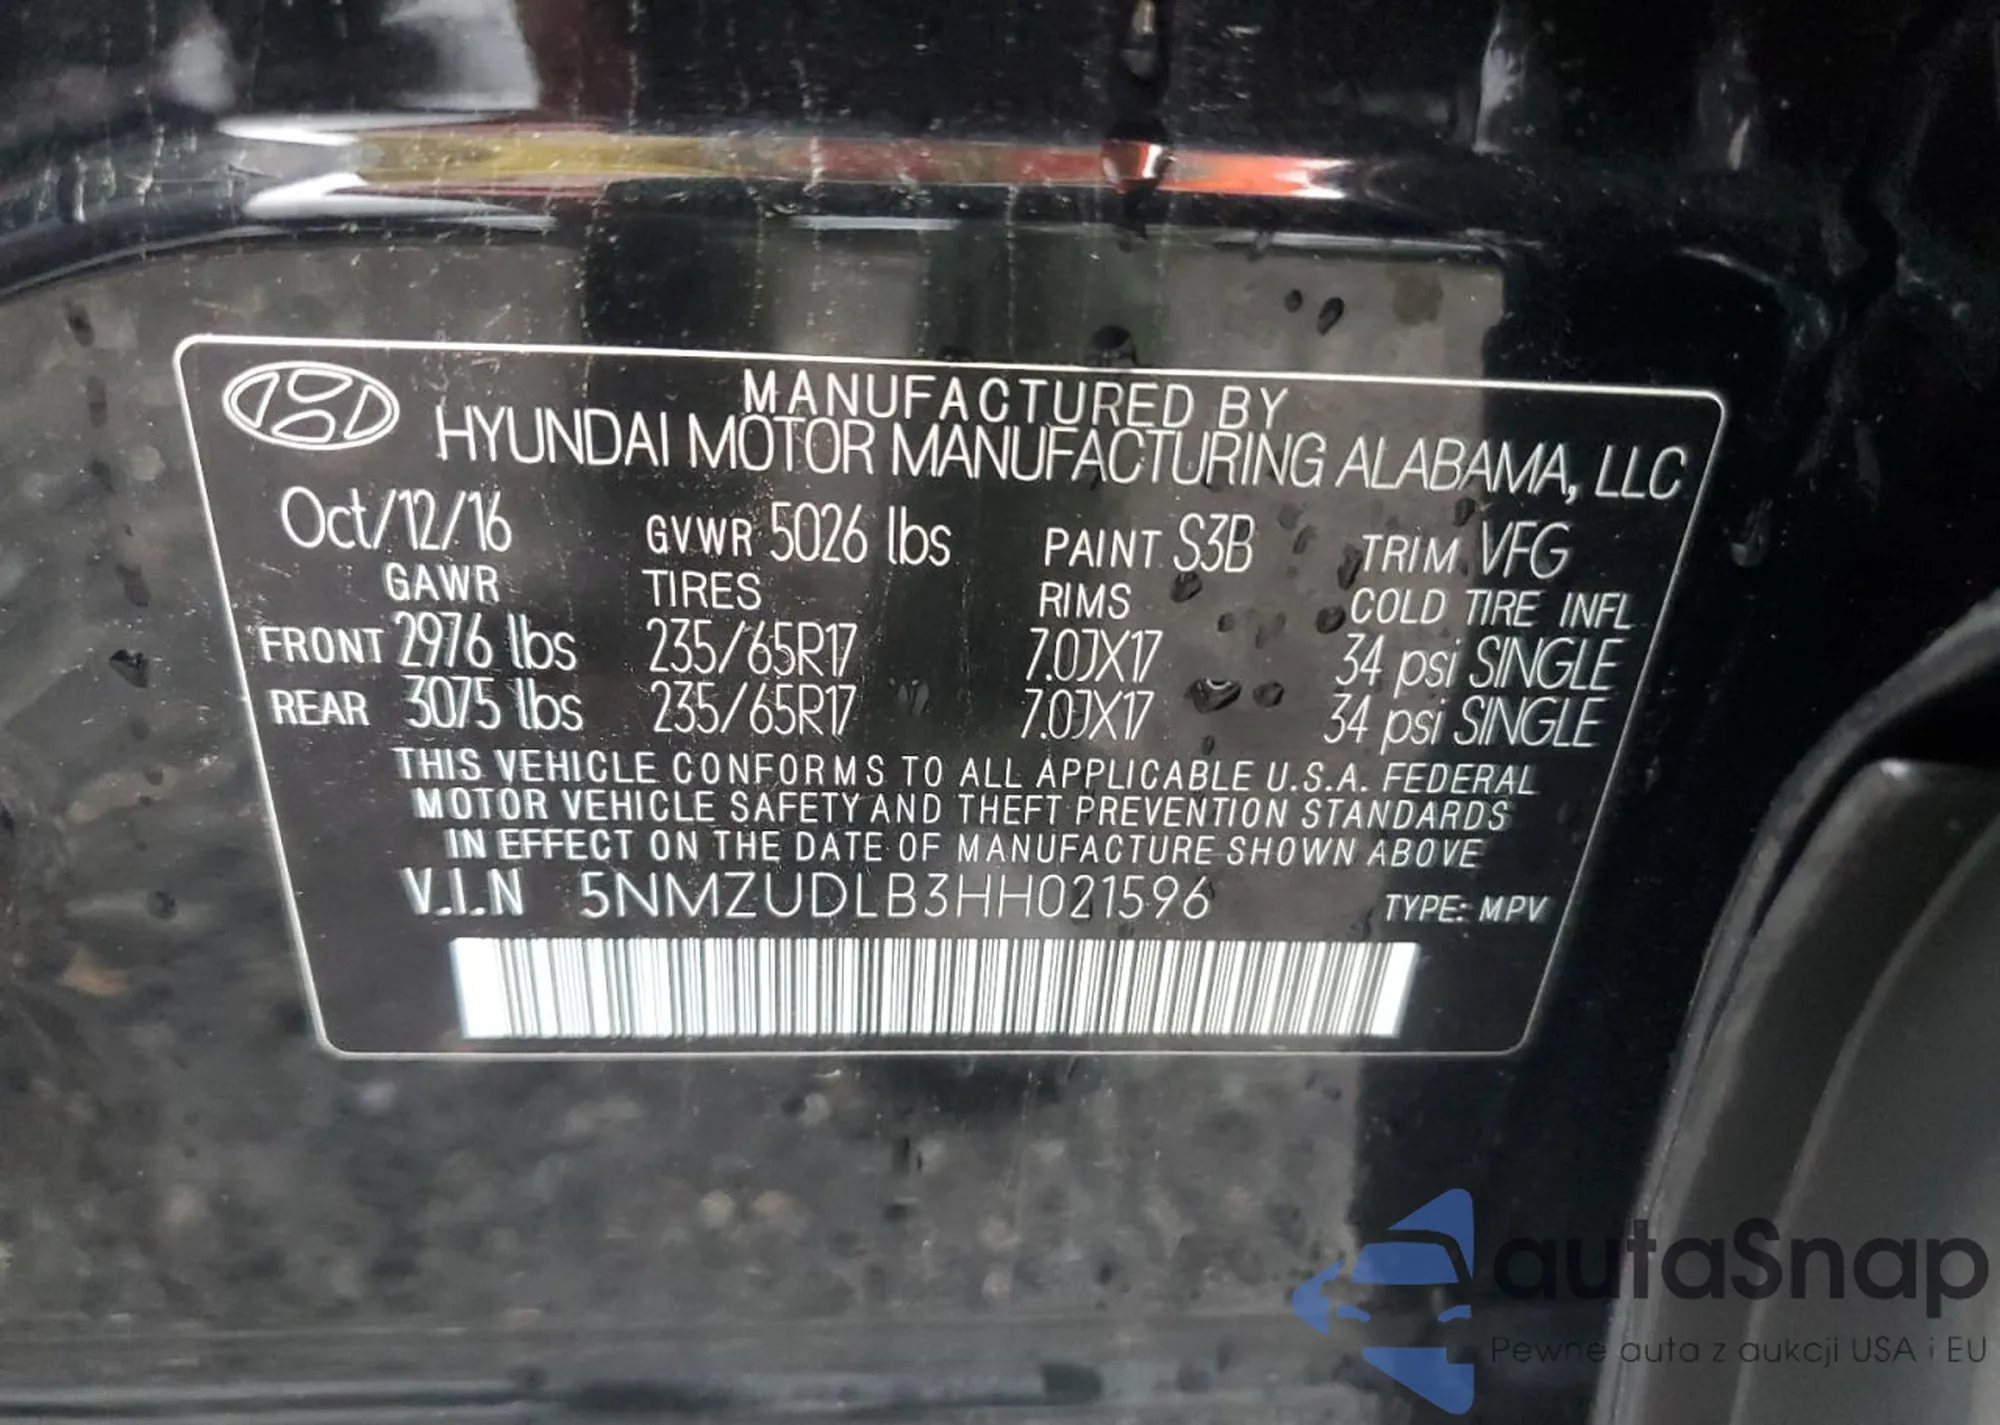 MANUFACTURED BY
HYUNDAI MOTOR MANUFACTURING ALABAMA, LLC
Oct/12/16 GVWR 5026 lbs PAINT S3B TRIM VFG
GAWR TIRES RIMS COLD TIRE INFL
FRONT 2976 lbs 235/65R17 7.0JX17 34 psi SINGLE
REAR 3075 lbs 235/65R17 7.0JX17 34 psi SINGLE
THIS VEHICLE CONFORMS TO ALL APPLICABLE U.S.A. FEDERAL
MOTOR VEHICLE SAFETY AND THEFT PREVENTION STANDARDS
IN EFFECT ON THE DATE OF MANUFACTURE SHOWN ABOVE
V.I.N 5NMZUDLB3HH021596 TYPE: MPV
autaSnap
Pewne auta z aukcji USA i EU